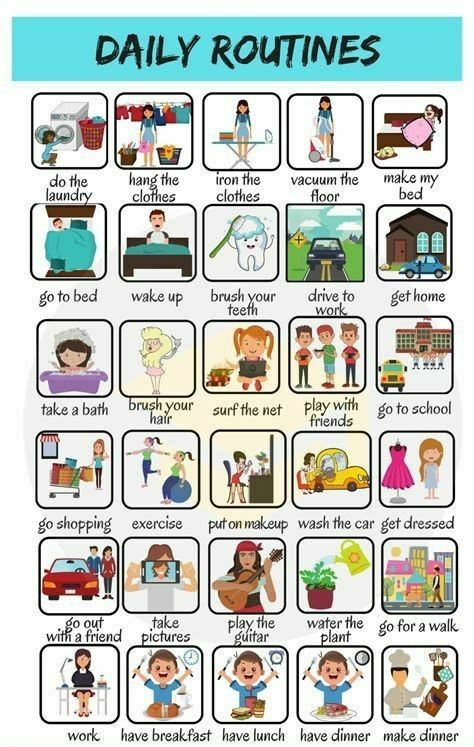 DAILY ROUTINES
do the
laundry
hang the
clothes
iron the
clothes
vacuum the
floor
make my
bed
go to bed
wake up
brush your
teeth
drive to
work
get home
take a bath
brush your
hair
surf the net
play with
friends
go to school
go shopping
exercise
put on makeup
wash the car
get dressed
go out
with a friend
take
pictures
play the
guitar
water the
plant
go for a walk
work
have breakfast
have lunch
have dinner
make dinner